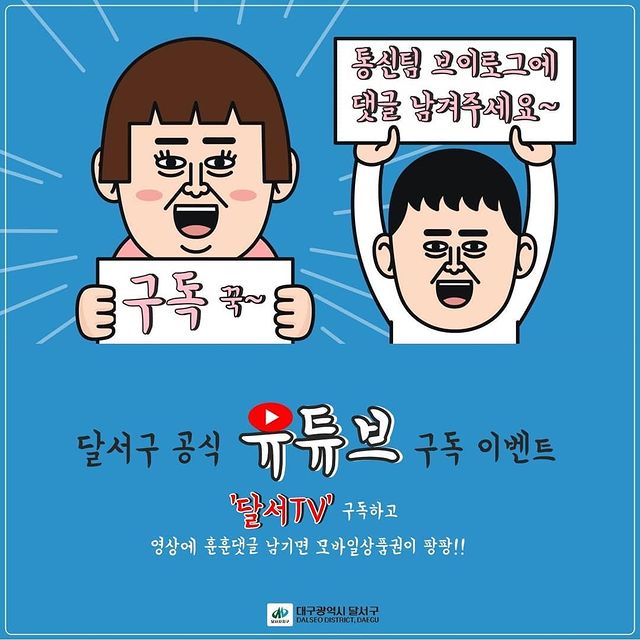 통신팀 브이로그에
댓글 남겨주세요~
구독 꾹~
달서구 공식 유튜브 구독 이벤트
'달서TV' 구독하고
영상에 훈훈댓글 남기면 모바일상품권이 팡팡!!
대구광역시 달서구
DALSEO DISTRICT, DAEGU